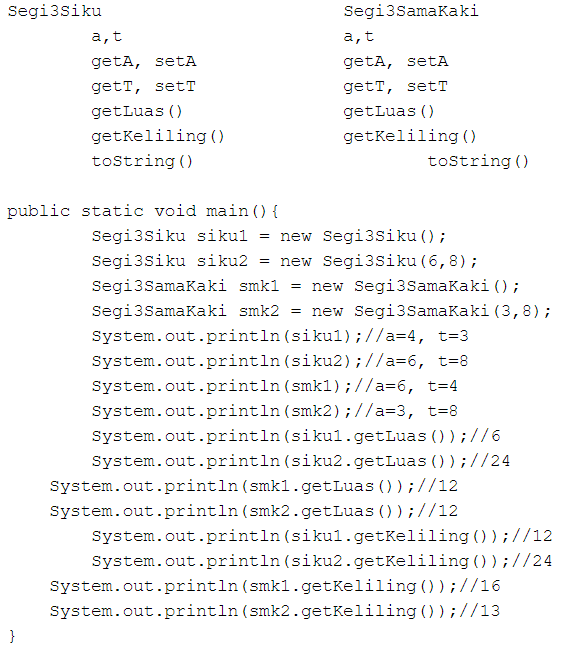 Segi3Siku                       Segi3SamaKaki
        a,t                     a,t
        getA, setA              getA, setA
        getT, setT              getT, setT
        getLuas()               getLuas()
        getKeliling()           getKeliling()
        toString()                      toString()

public static void main(){
        Segi3Siku siku1 = new Segi3Siku();
        Segi3Siku siku2 = new Segi3Siku(6,8);
        Segi3SamaKaki smk1 = new Segi3SamaKaki();
        Segi3SamaKaki smk2 = new Segi3SamaKaki(3,8);
        System.out.println(siku1);//a=4, t=3
        System.out.println(siku2);//a=6, t=8
        System.out.println(smk1);//a=6, t=4
        System.out.println(smk2);//a=3, t=8
        System.out.println(siku1.getLuas());//6
        System.out.println(siku2.getLuas());//24
    System.out.println(smk1.getLuas());//12
    System.out.println(smk2.getLuas());//12
        System.out.println(siku1.getKeliling());//12
        System.out.println(siku2.getKeliling());//24
    System.out.println(smk1.getKeliling());//16
    System.out.println(smk2.getKeliling());//13
}